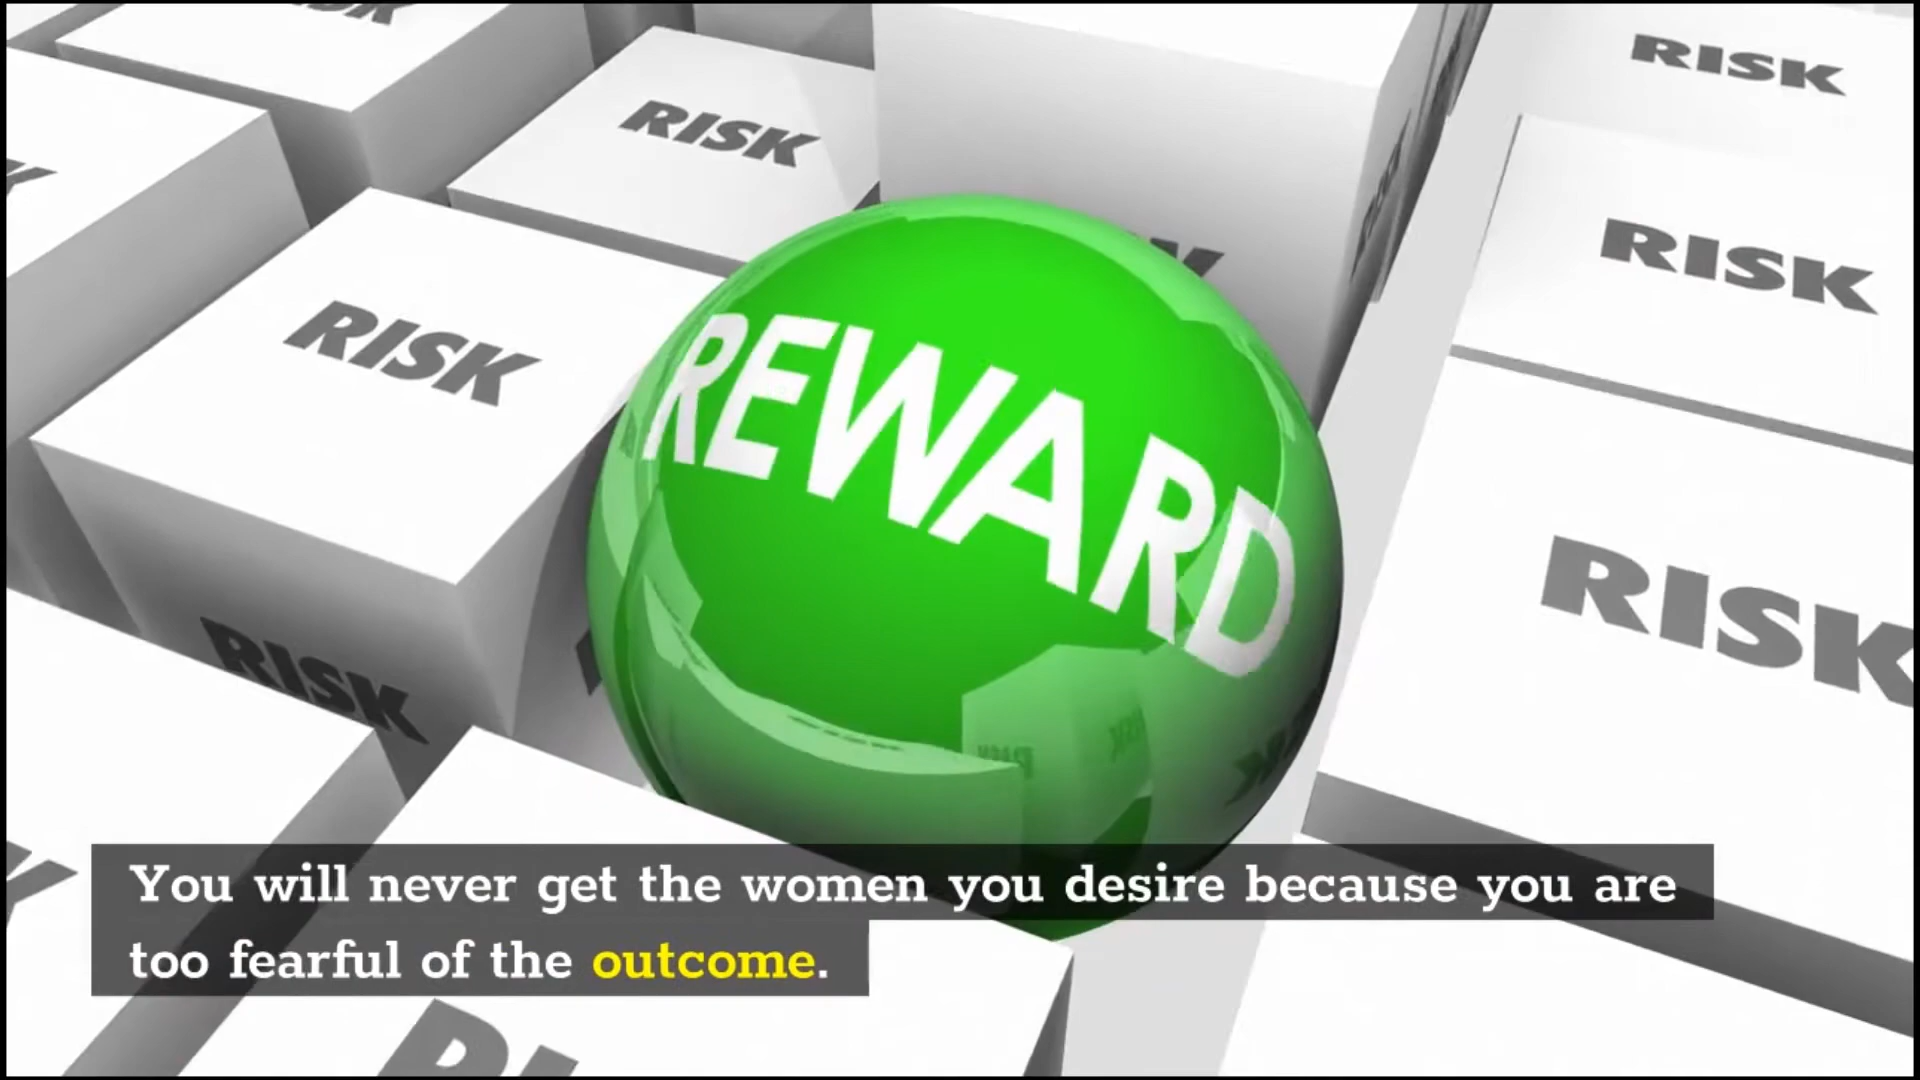 RISK
RISK
RISK
RISK
REWARD
RISK
RISK
You will never get the women you desire because you are
too fearful of the outcome.